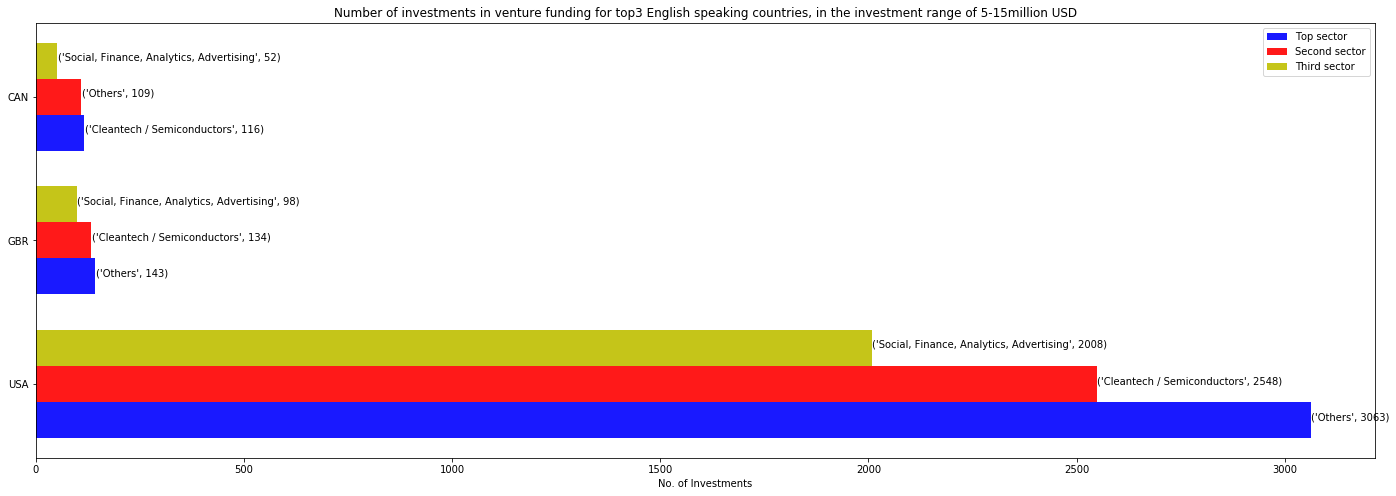 Number of investments in venture funding for top3 English speaking countries, in the investment range of 5-15million USD
Top sector
Second sector
Third sector
('Social, Finance, Analytics, Advertising', 52)
CAN
('Others', 109)
('Cleantech / Semiconductors', 116)
('Social, Finance, Analytics, Advertising', 98)
GBR
('Cleantech / Semiconductors', 134)
('Others', 143)
('Social, Finance, Analytics, Advertising', 2008)
USA
('Cleantech / Semiconductors', 2548)
('Others', 3063)
0 500 1000 1500 2000 2500 3000
No. of Investments